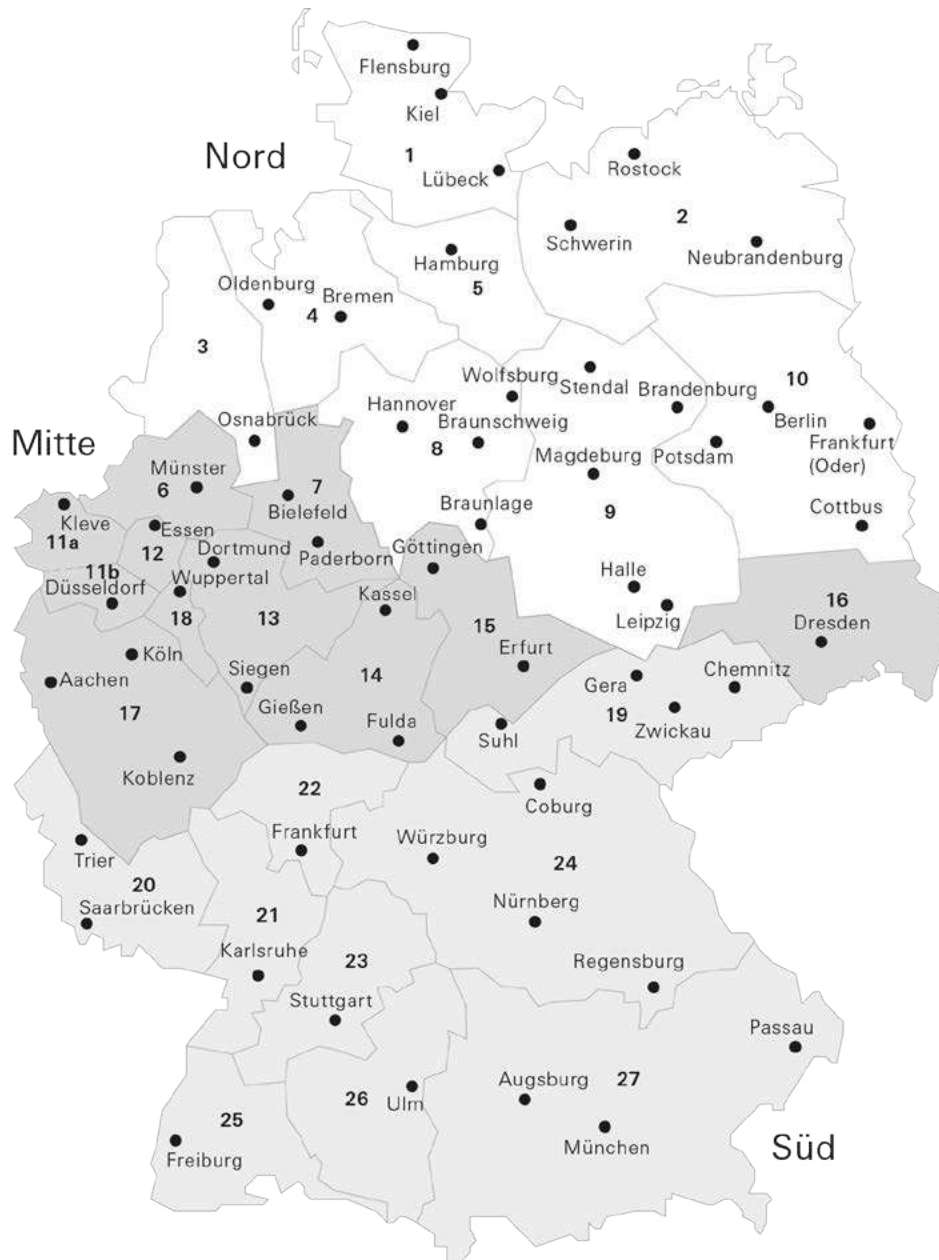 Flensburg
Kiel
Nord
1
Lübeck
Rostock
2
Schwerin
Neubrandenburg
Hamburg
5
Oldenburg
Bremen
4
3
Wolfsburg
Stendal
Brandenburg
10
Hannover
Berlin
Osnabrück
Braunschweig
Frankfurt
(Oder)
Mitte
8
Magdeburg
Potsdam
Münster
6
7
Bielefeld
Braunlage
9
Cottbus
Kleve
Essen
11a
12
Dortmund
Paderborn
Göttingen
11b
Düsseldorf
Wuppertal
Kassel
Halle
16
18
13
15
Leipzig
Dresden
Köln
Siegen
14
Erfurt
Gera
Chemnitz
Aachen
17
Gießen
Fulda
Suhl
19
Zwickau
Koblenz
22
Coburg
Frankfurt
Würzburg
Trier
24
20
Saarbrücken
21
Nürnberg
Karlsruhe
23
Regensburg
Stuttgart
Passau
26
Ulm
Augsburg
27
25
München
Süd
Freiburg